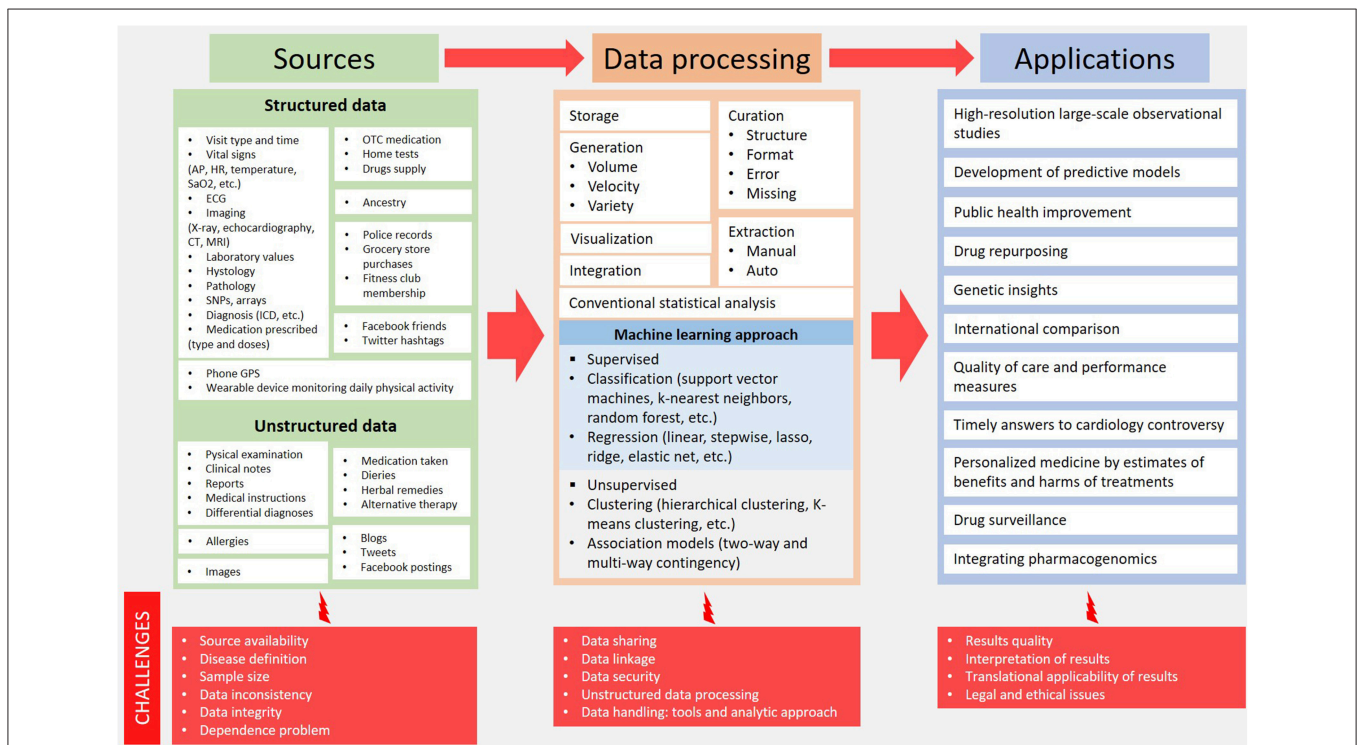 Sources
Data processing
Applications
Structured data
• Visit type and time
• Vital signs
(AP, HR, temperature,
SaO2, etc.)
• ECG
• Imaging
(X-ray, echocardiography,
CT, MRI)
• Laboratory values
• Hystology
• Pathology
• SNPs, arrays
• Diagnosis (ICD, etc.)
• Medication prescribed
(type and doses)
• OTC medication
• Home tests
• Drugs supply
• Ancestry
• Police records
• Grocery store
purchases
• Fitness club
membership
• Facebook friends
• Twitter hashtags
• Phone GPS
• Wearable device monitoring daily physical activity
Unstructured data
• Pysical examination
• Clinical notes
• Reports
• Medical instructions
• Differential diagnoses
• Allergies
• Images
• Medication taken
• Dieries
• Herbal remedies
• Alternative therapy
• Blogs
• Tweets
• Facebook postings
Storage
Generation
• Volume
• Velocity
• Variety
Visualization
Integration
Curation
• Structure
• Format
• Error
• Missing
Extraction
• Manual
• Auto
Conventional statistical analysis
Machine learning approach
▪ Supervised
• Classification (support vector
machines, k-nearest neighbors,
random forest, etc.)
• Regression (linear, stepwise, lasso,
ridge, elastic net, etc.)
▪ Unsupervised
• Clustering (hierarchical clustering, K-
means clustering, etc.)
• Association models (two-way and
multi-way contingency)
High-resolution large-scale observational
studies
Development of predictive models
Public health improvement
Drug repurposing
Genetic insights
International comparison
Quality of care and performance
measures
Timely answers to cardiology controversy
Personalized medicine by estimates of
benefits and harms of treatments
Drug surveillance
Integrating pharmacogenomics
CHALLENGES
• Source availability
• Disease definition
• Sample size
• Data inconsistency
• Data integrity
• Dependence problem
• Data sharing
• Data linkage
• Data security
• Unstructured data processing
• Data handling: tools and analytic approach
• Results quality
• Interpretation of results
• Translational applicability of results
• Legal and ethical issues